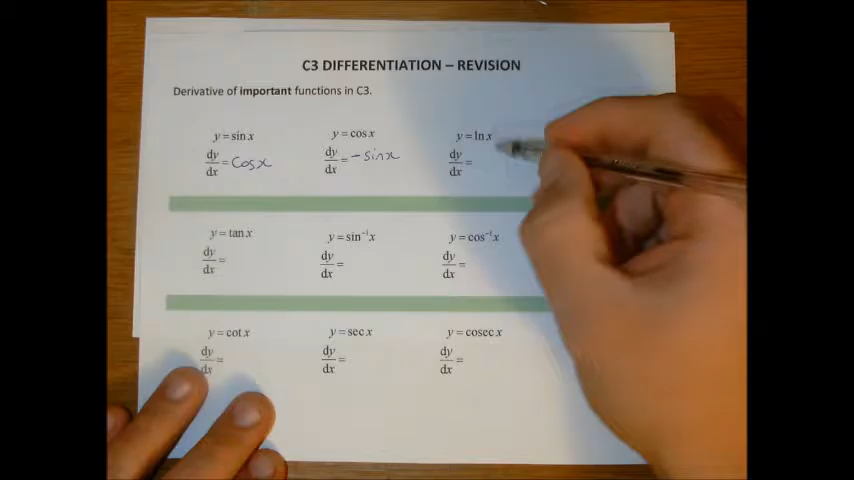 C3 DIFFERENTIATION – REVISION
Derivative of important functions in C3.
y = sin x
dy/dx = cos x
y = cos x
dy/dx = -sin x
y = ln x
dy/dx =
y = tan x
dy/dx =
y = sin⁻¹ x
dy/dx =
y = cos⁻¹ x
dy/dx =
y = cot x
dy/dx =
y = sec x
dy/dx =
y = cosec x
dy/dx =